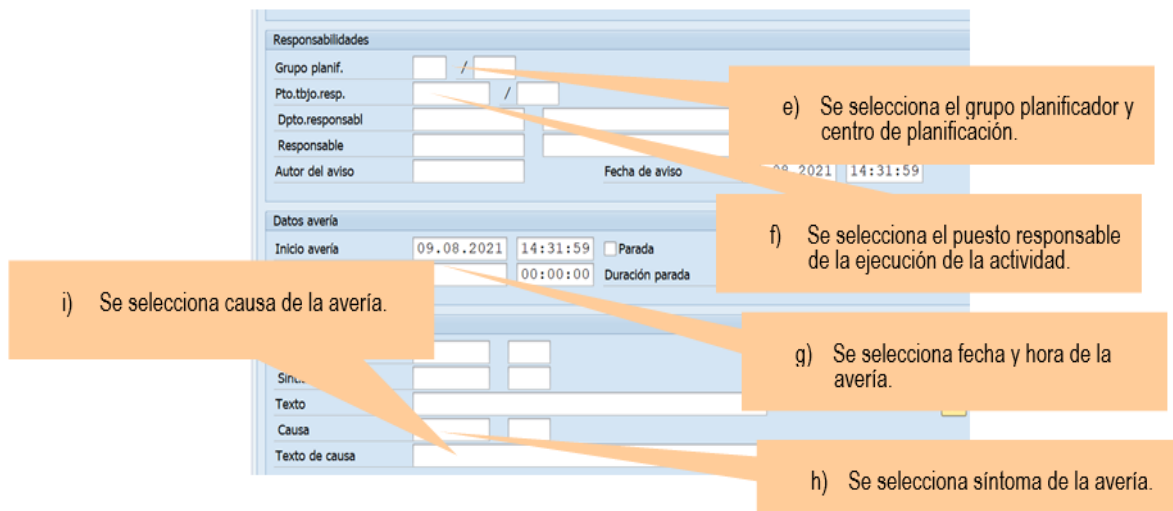 Responsabilidades
Grupo planif. /
Pto.tbjo.resp. /
Dpto.responsabl
Responsable
Autor del aviso Fecha de aviso .08.2021 14:31:59
e) Se selecciona el grupo planificador y
centro de planificación.
Datos avería
Inicio avería 09.08.2021 14:31:59 Parada
00:00:00 Duración parada
f) Se selecciona el puesto responsable
de la ejecución de la actividad.
i) Se selecciona causa de la avería.
g) Se selecciona fecha y hora de la
avería.
Texto
Causa
Texto de causa
h) Se selecciona síntoma de la avería.